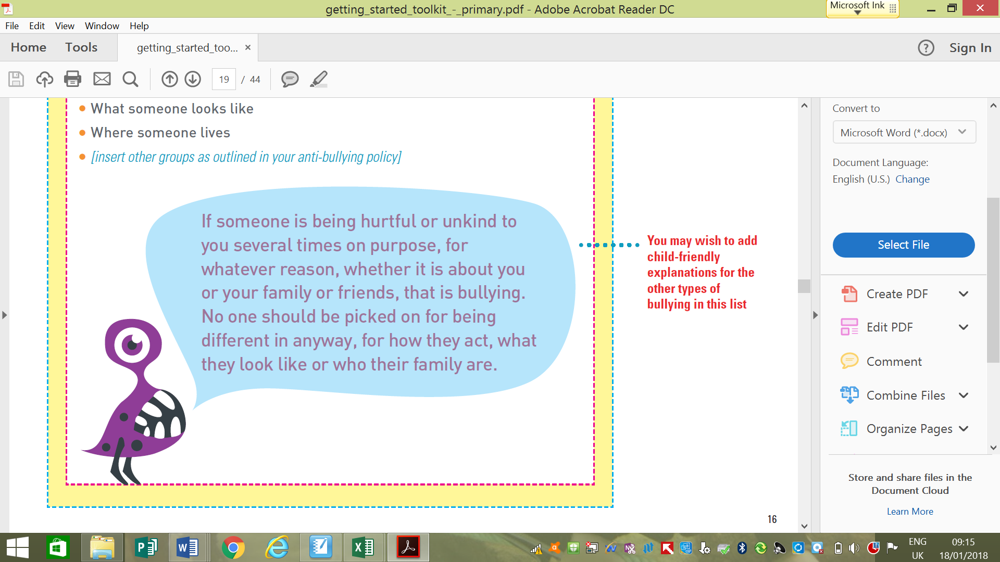 getting_started_toolkit_-_primary.pdf - Adobe Acrobat Reader DC
Microsoft Ink
File Edit View Window Help
Home Tools getting_started_too... × ? Sign In
19 / 44
What someone looks like
Where someone lives
[insert other groups as outlined in your anti-bullying policy]
If someone is being hurtful or unkind to
you several times on purpose, for
whatever reason, whether it is about you
or your family or friends, that is bullying.
No one should be picked on for being
different in anyway, for how they act, what
they look like or who their family are.
You may wish to add
child-friendly
explanations for the
other types of
bullying in this list
16
Convert to
Microsoft Word (*.docx)
Document Language:
English (U.S.) Change
Select File
Create PDF
Edit PDF
Comment
Combine Files
Organize Pages
Store and share files in the
Document Cloud
Learn More
ENG
UK
09:15
18/01/2018